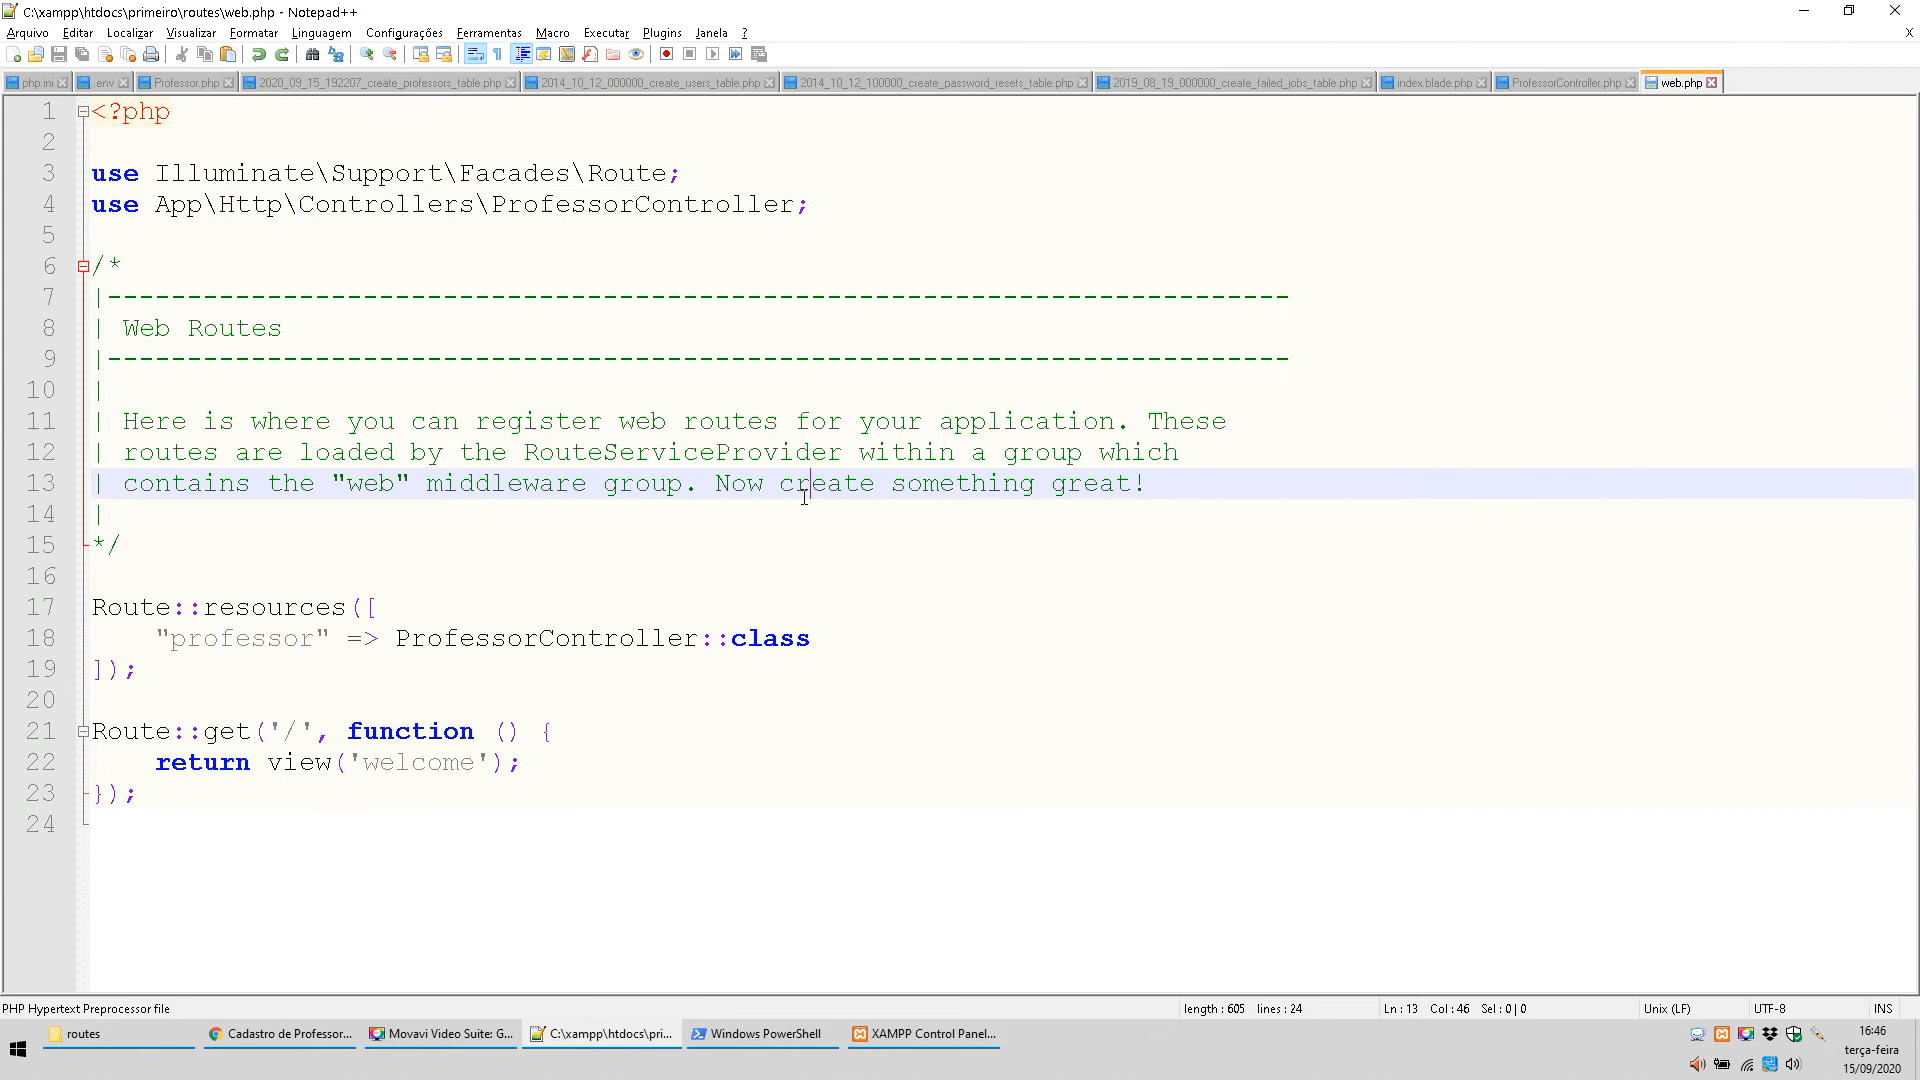 C:\xampp\htdocs\primeiro\routes\web.php - Notepad++
Arquivo Editar Localizar Visualizar Formatar Linguagem Configurações Ferramentas Macro Executar Plugins Janela ? X
php.ini .env Professor.php 2020_09_15_192207_create_professors_table.php 2014_10_12_000000_create_users_table.php 2014_10_12_100000_create_password_resets_table.php 2019_08_19_000000_create_failed_jobs_table.php index.blade.php ProfessorController.php web.php
1 <?php
2
3 use Illuminate\Support\Facades\Route;
4 use App\Http\Controllers\ProfessorController;
5
6 /*
7 |--------------------------------------------------------------------------
8 | Web Routes
9 |--------------------------------------------------------------------------
10 |
11 | Here is where you can register web routes for your application. These
12 | routes are loaded by the RouteServiceProvider within a group which
13 | contains the "web" middleware group. Now create something great!
14 |
15 */
16
17 Route::resources([
18     "professor" => ProfessorController::class
19 ]);
20
21 Route::get('/', function () {
22     return view('welcome');
23 });
24
PHP Hypertext Preprocessor file length : 605 lines : 24 Ln : 13 Col : 46 Sel : 0 | 0 Unix (LF) UTF-8 INS
routes Cadastro de Professor... Movavi Video Suite: G... C:\xampp\htdocs\pri... Windows PowerShell XAMPP Control Panel...
16:46
terça-feira
15/09/2020